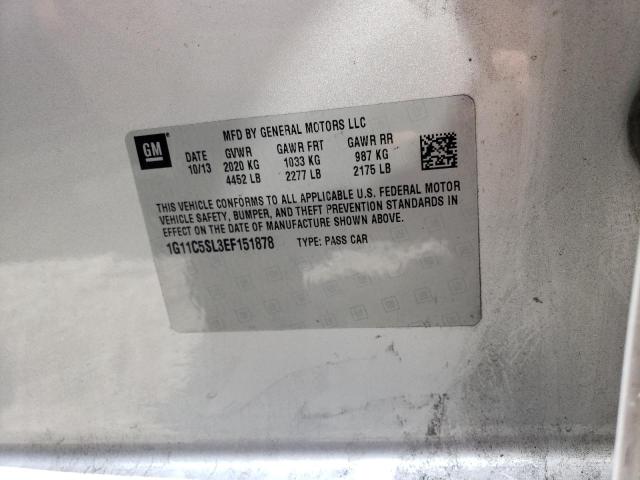 GM
MFD BY GENERAL MOTORS LLC
DATE GVWR GAWR FRT GAWR RR
10/13 2020 KG 1033 KG 987 KG
4452 LB 2277 LB 2175 LB
THIS VEHICLE CONFORMS TO ALL APPLICABLE U.S. FEDERAL MOTOR
VEHICLE SAFETY, BUMPER, AND THEFT PREVENTION STANDARDS IN
EFFECT ON THE DATE OF MANUFACTURE SHOWN ABOVE.
1G11C5SL3EF151878 TYPE: PASS CAR